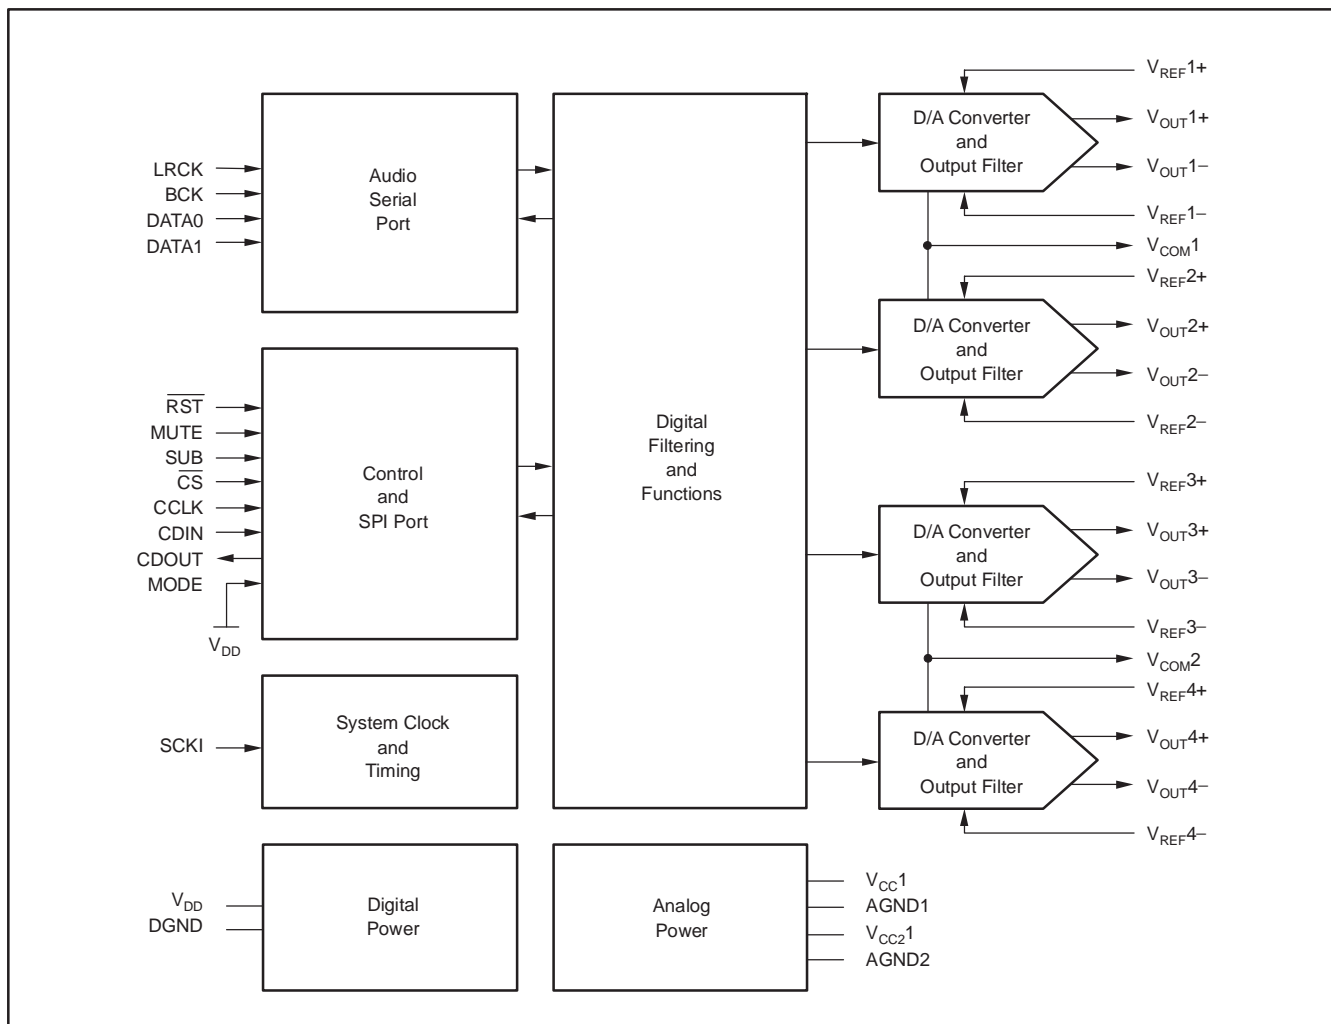 LRCK
BCK
DATA0
DATA1
Audio
Serial
Port
R̅S̅T̅
MUTE
SUB
C̅S̅
CCLK
CDIN
CDOUT
MODE
VDD
Control
and
SPI Port
SCKI
System Clock
and
Timing
VDD
DGND
Digital
Power
Digital
Filtering
and
Functions
Analog
Power
VCC1
AGND1
VCC21
AGND2
D/A Converter
and
Output Filter
VREF1+
VOUT1+
VOUT1−
VREF1−
VCOM1
D/A Converter
and
Output Filter
VREF2+
VOUT2+
VOUT2−
VREF2−
D/A Converter
and
Output Filter
VREF3+
VOUT3+
VOUT3−
VREF3−
VCOM2
D/A Converter
and
Output Filter
VREF4+
VOUT4+
VOUT4−
VREF4−